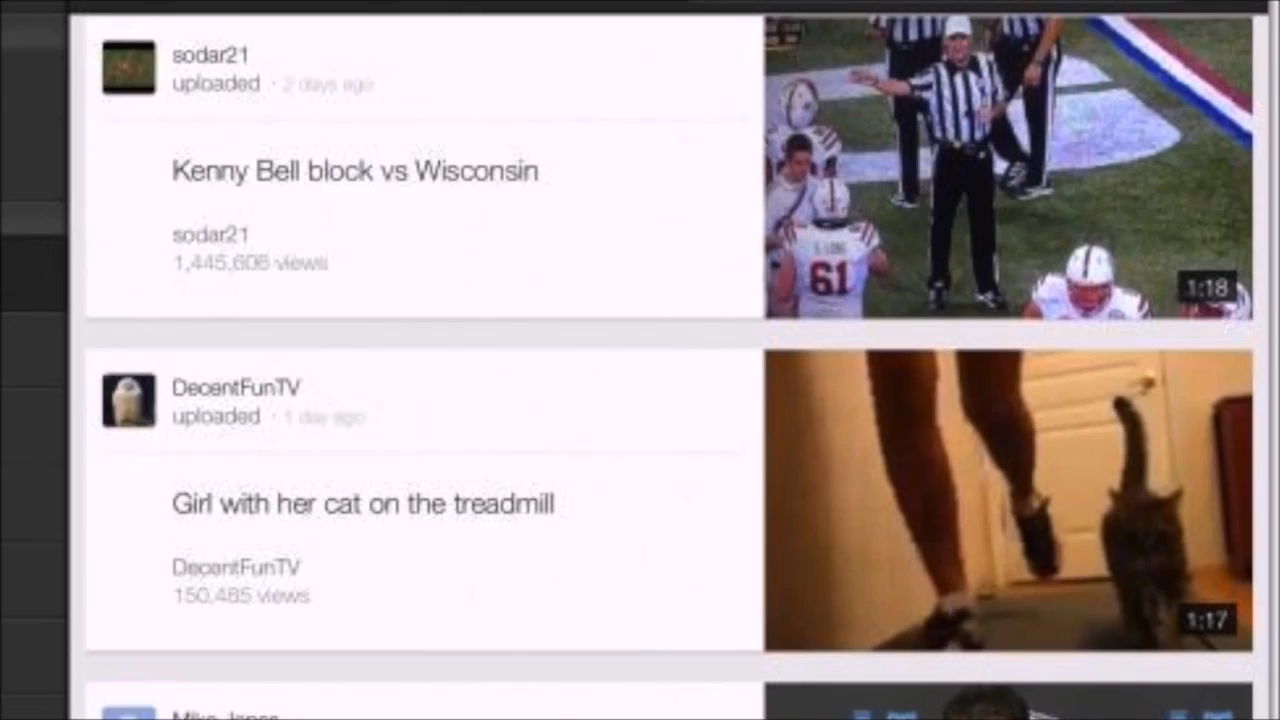 sodar21
uploaded · 2 days ago
Kenny Bell block vs Wisconsin
sodar21
1,445,606 views
61
1:18
DecentFunTV
uploaded · 1 day ago
Girl with her cat on the treadmill
DecentFunTV
150,485 views
1:17